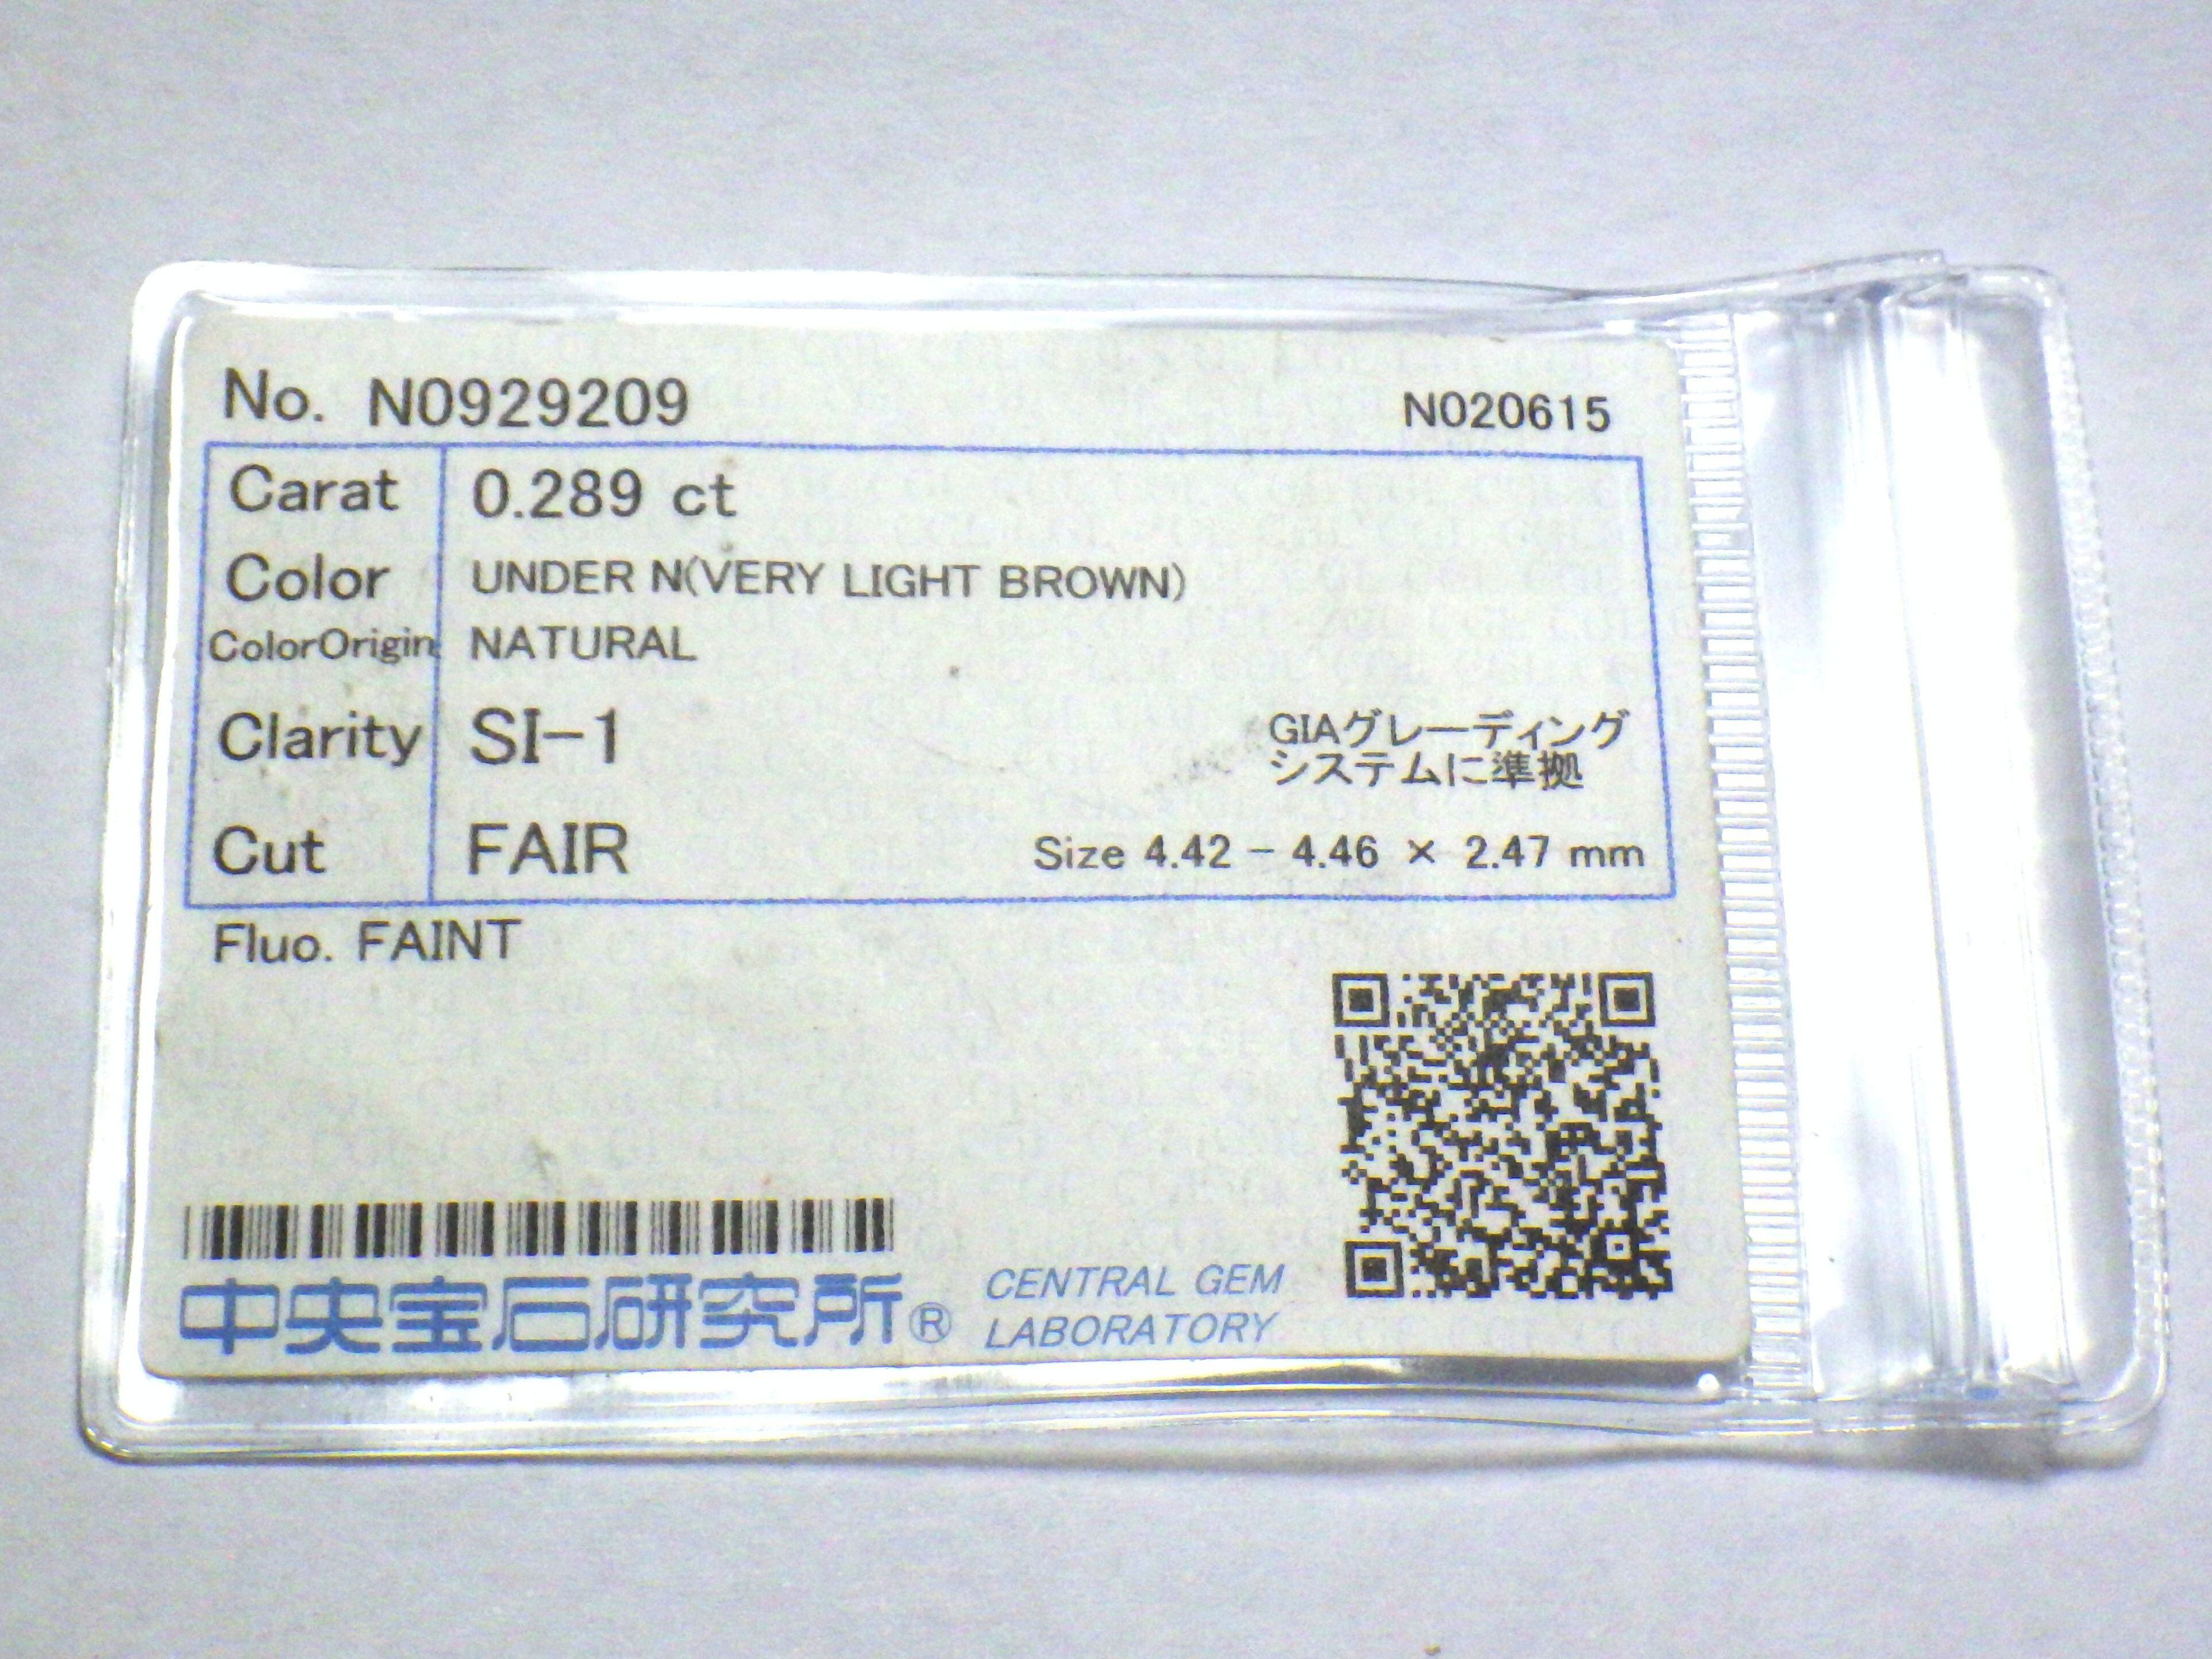 No. N0929209 N020615
Carat 0.289 ct
Color UNDER N(VERY LIGHT BROWN)
ColorOrigin NATURAL
Clarity SI-1 GIAグレーディング
システムに準拠
Cut FAIR Size 4.42 - 4.46 × 2.47 mm
Fluo. FAINT
中央宝石研究所® CENTRAL GEM
LABORATORY